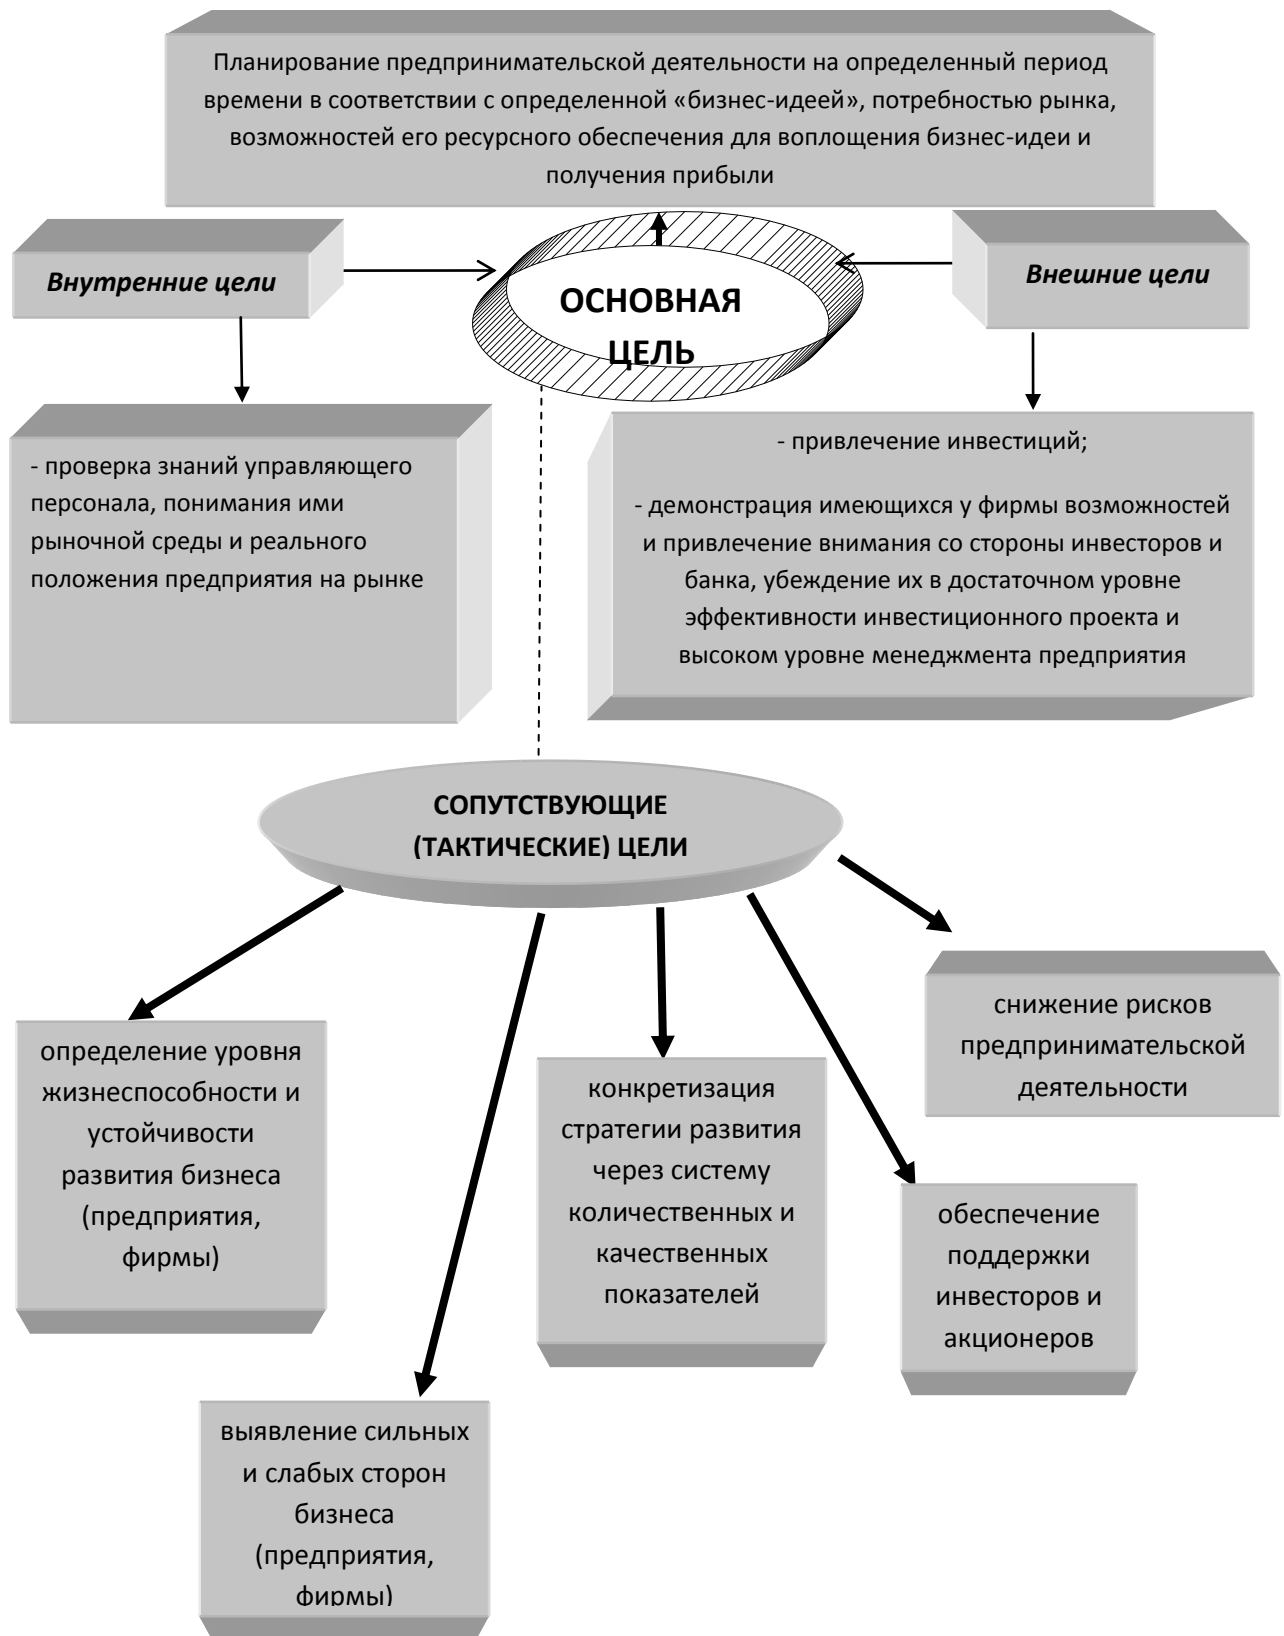 Планирование предпринимательской деятельности на определенный период
времени в соответствии с определенной «бизнес-идеей», потребностью рынка,
возможностей его ресурсного обеспечения для воплощения бизнес-идеи и
получения прибыли
Внутренние цели
ОСНОВНАЯ
ЦЕЛЬ
Внешние цели
- проверка знаний управляющего
персонала, понимания ими
рыночной среды и реального
положения предприятия на рынке
- привлечение инвестиций;
- демонстрация имеющихся у фирмы возможностей
и привлечение внимания со стороны инвесторов и
банка, убеждение их в достаточном уровне
эффективности инвестиционного проекта и
высоком уровне менеджмента предприятия
СОПУТСТВУЮЩИЕ
(ТАКТИЧЕСКИЕ) ЦЕЛИ
определение уровня
жизнеспособности и
устойчивости
развития бизнеса
(предприятия,
фирмы)
выявление сильных
и слабых сторон
бизнеса
(предприятия,
фирмы)
конкретизация
стратегии развития
через систему
количественных и
качественных
показателей
обеспечение
поддержки
инвесторов и
акционеров
снижение рисков
предпринимательской
деятельности